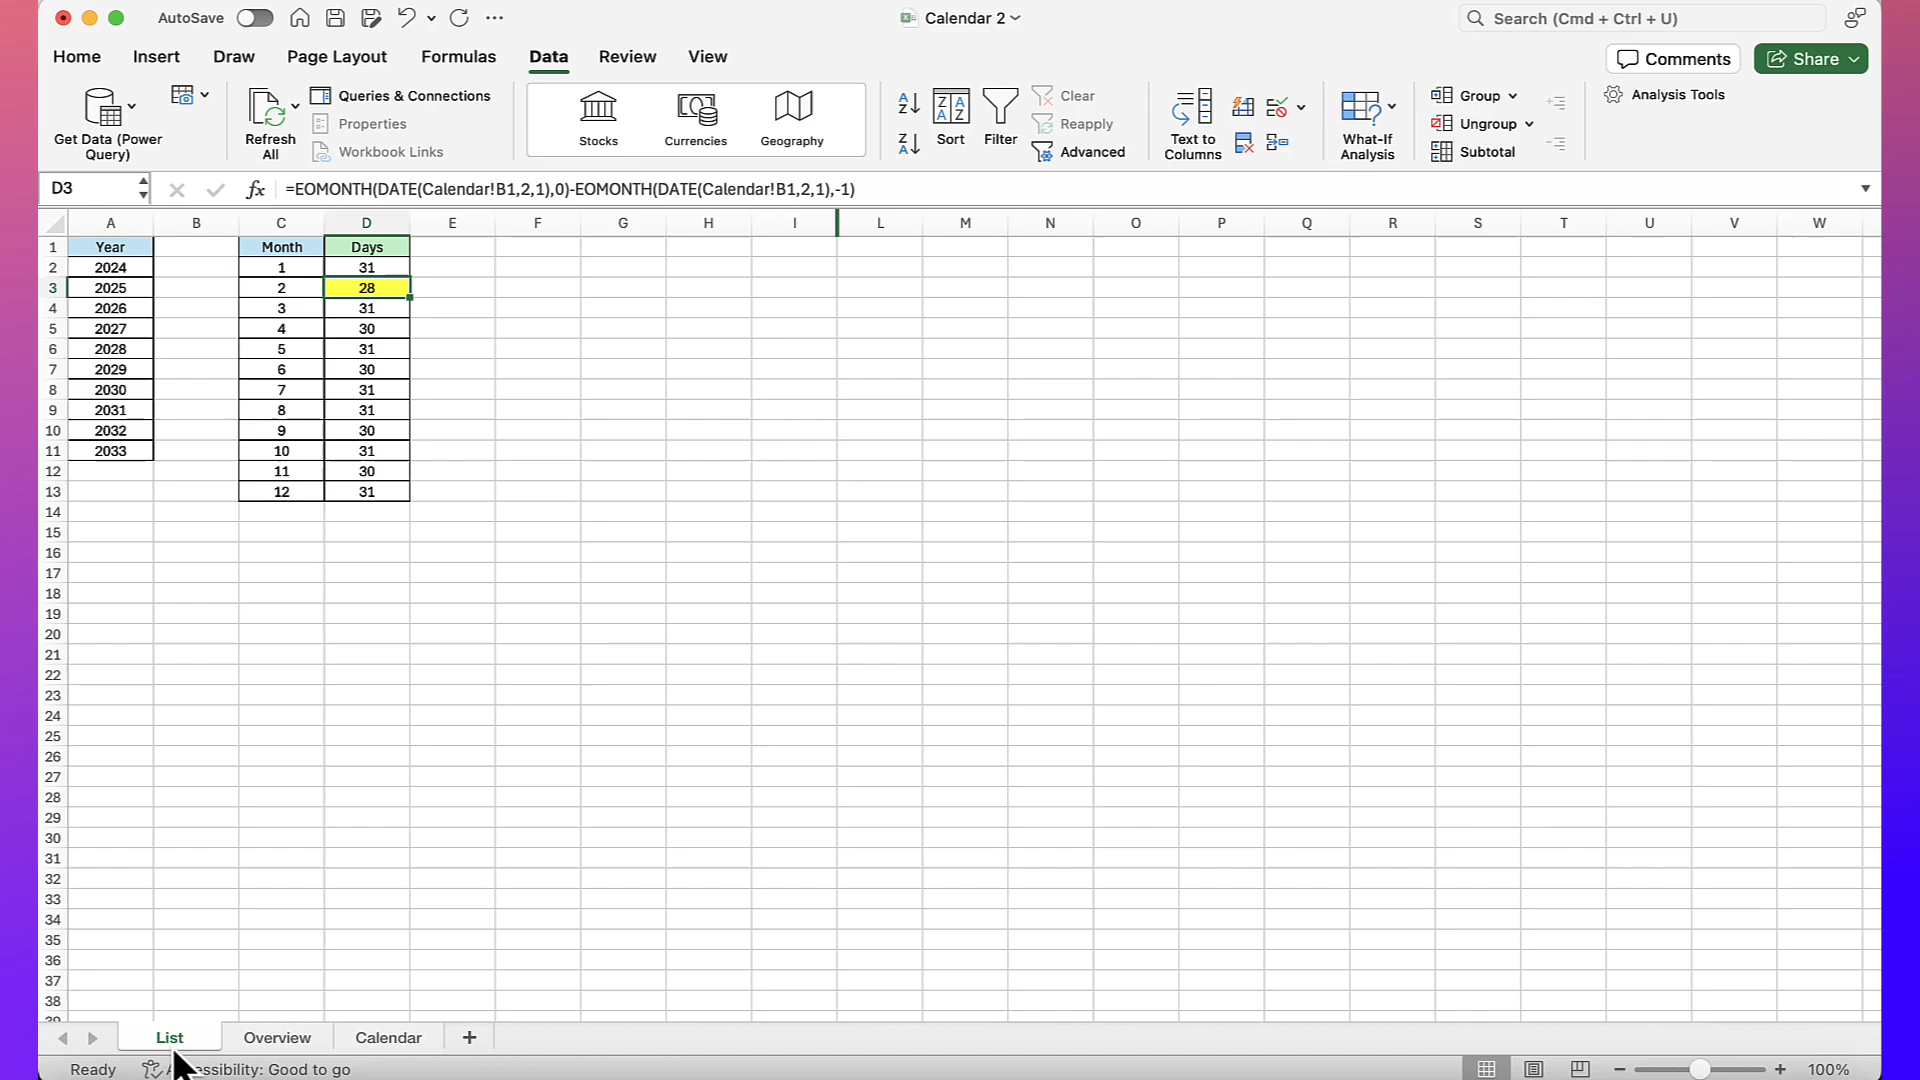 AutoSave
Calendar 2
Search (Cmd + Ctrl + U)
Home Insert Draw Page Layout Formulas Data Review View
Comments Share
Get Data (Power Query)
Refresh All
Queries & Connections
Properties
Workbook Links
Stocks Currencies Geography
Sort Filter
Clear
Reapply
Advanced
Text to Columns
What-If Analysis
Group
Ungroup
Subtotal
Analysis Tools
D3 fx =EOMONTH(DATE(Calendar!B1,2,1),0)-EOMONTH(DATE(Calendar!B1,2,1),-1)
A B C D E F G H I L M N O P Q R S T U V W
1 Year Month Days
2 2024 1 31
3 2025 2 28
4 2026 3 31
5 2027 4 30
6 2028 5 31
7 2029 6 30
8 2030 7 31
9 2031 8 31
10 2032 9 30
11 2033 10 31
12 11 30
13 12 31
14
15
16
17
18
19
20
21
22
23
24
25
26
27
28
29
30
31
32
33
34
35
36
37
38
List Overview Calendar
Ready Good to go 100%